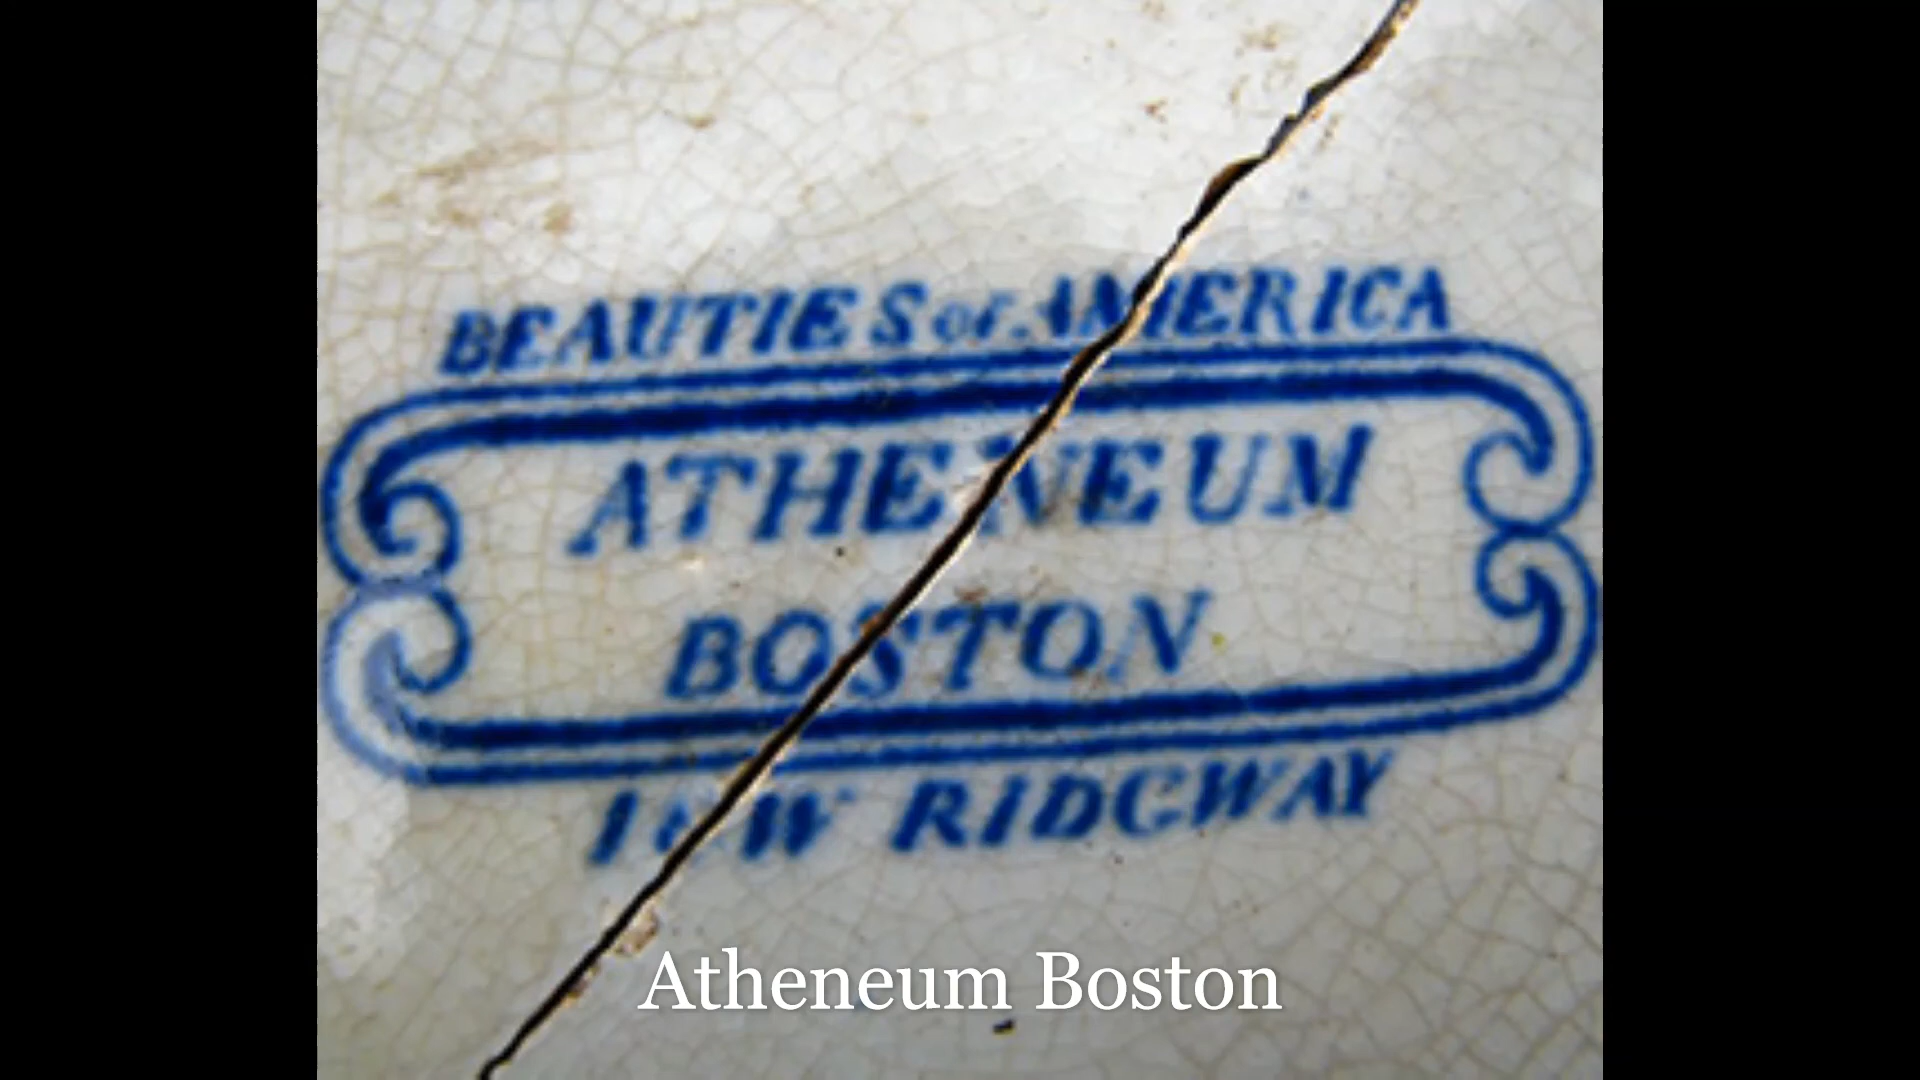 BEAUTIES of AMERICA
ATHENEUM
BOSTON
W RIDGWAY
Atheneum Boston